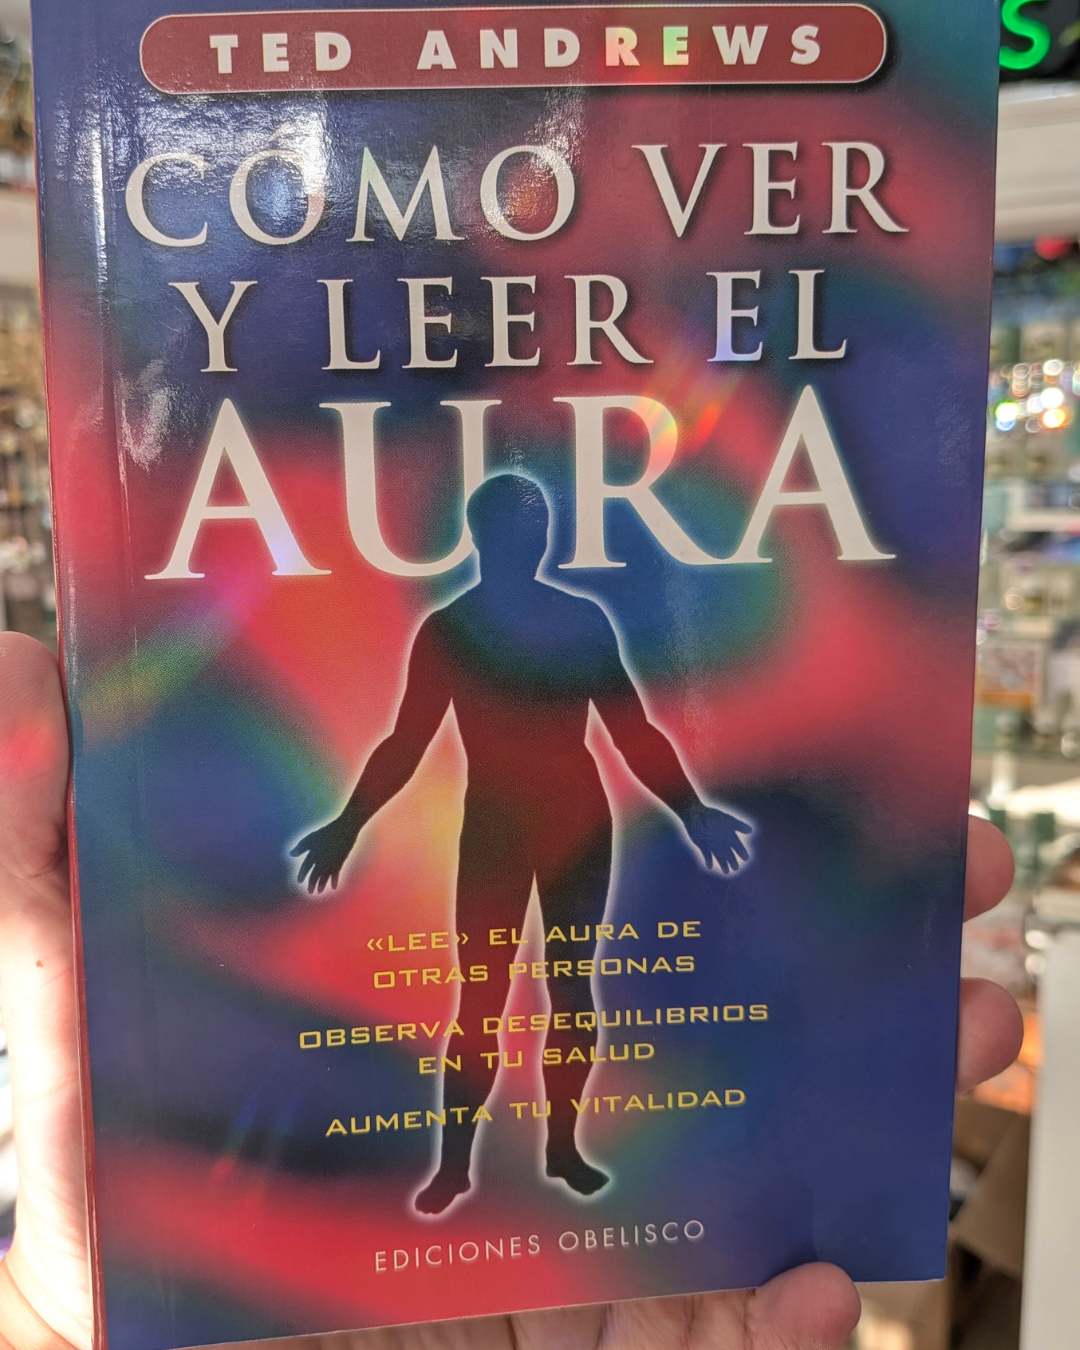 TED ANDREWS
CÓMO VER
Y LEER EL
AURA
«LEE» EL AURA DE
OTRAS PERSONAS
OBSERVA DESEQUILIBRIOS
EN TU SALUD
AUMENTA TU VITALIDAD
EDICIONES OBELISCO
S